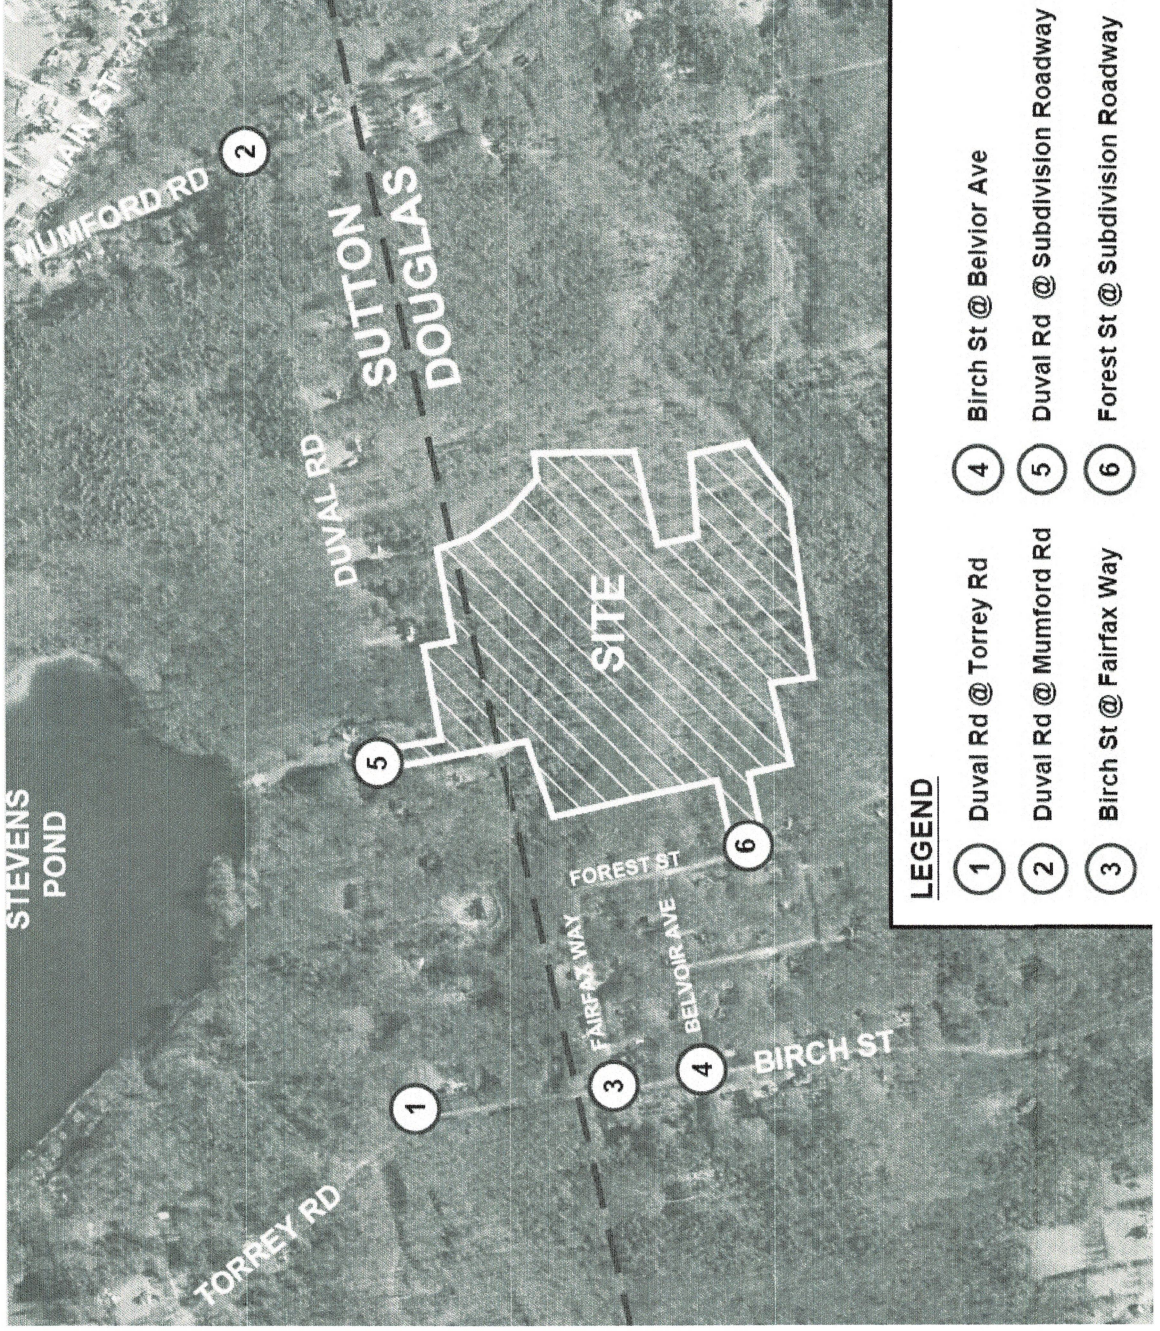 STEVENS
POND
MAIN ST
MUMFORD RD
2
SUTTON
DOUGLAS
DUVAL RD
5
SITE
TORREY RD
1
FAIRFAX WAY
FOREST ST
6
BELVOIR AVE
3
4
BIRCH ST
LEGEND
1 Duval Rd @ Torrey Rd
2 Duval Rd @ Mumford Rd
3 Birch St @ Fairfax Way
4 Birch St @ Belvior Ave
5 Duval Rd @ Subdivision Roadway
6 Forest St @ Subdivision Roadway